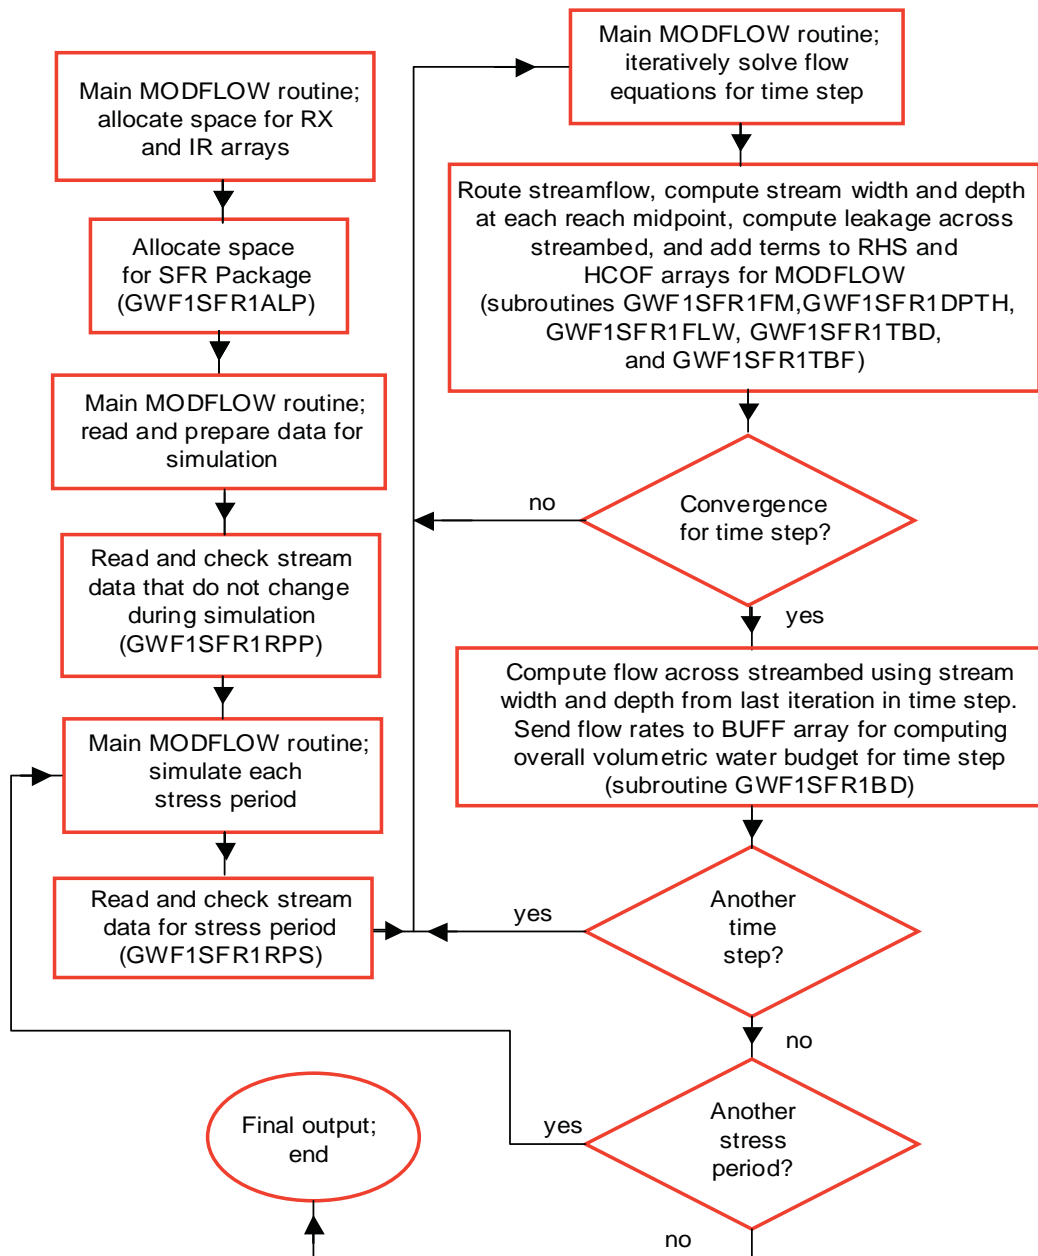 Main MODFLOW routine;
allocate space for RX
and IR arrays
Allocate space
for SFR Package
(GWF1SFR1ALP)
Main MODFLOW routine;
read and prepare data for
simulation
Read and check stream
data that do not change
during simulation
(GWF1SFR1RPP)
Main MODFLOW routine;
simulate each
stress period
Read and check stream
data for stress period
(GWF1SFR1RPS)
Main MODFLOW routine;
iteratively solve flow
equations for time step
Route streamflow, compute stream width and depth
at each reach midpoint, compute leakage across
streambed, and add terms to RHS and
HCOF arrays for MODFLOW
(subroutines GWF1SFR1FM,GWF1SFR1DPTH,
GWF1SFR1FLW, GWF1SFR1TBD,
and GWF1SFR1TBF)
Convergence
for time step?
no
yes
Compute flow across streambed using stream
width and depth from last iteration in time step.
Send flow rates to BUFF array for computing
overall volumetric water budget for time step
(subroutine GWF1SFR1BD)
Another
time
step?
yes
no
Another
stress
period?
yes
no
Final output;
end